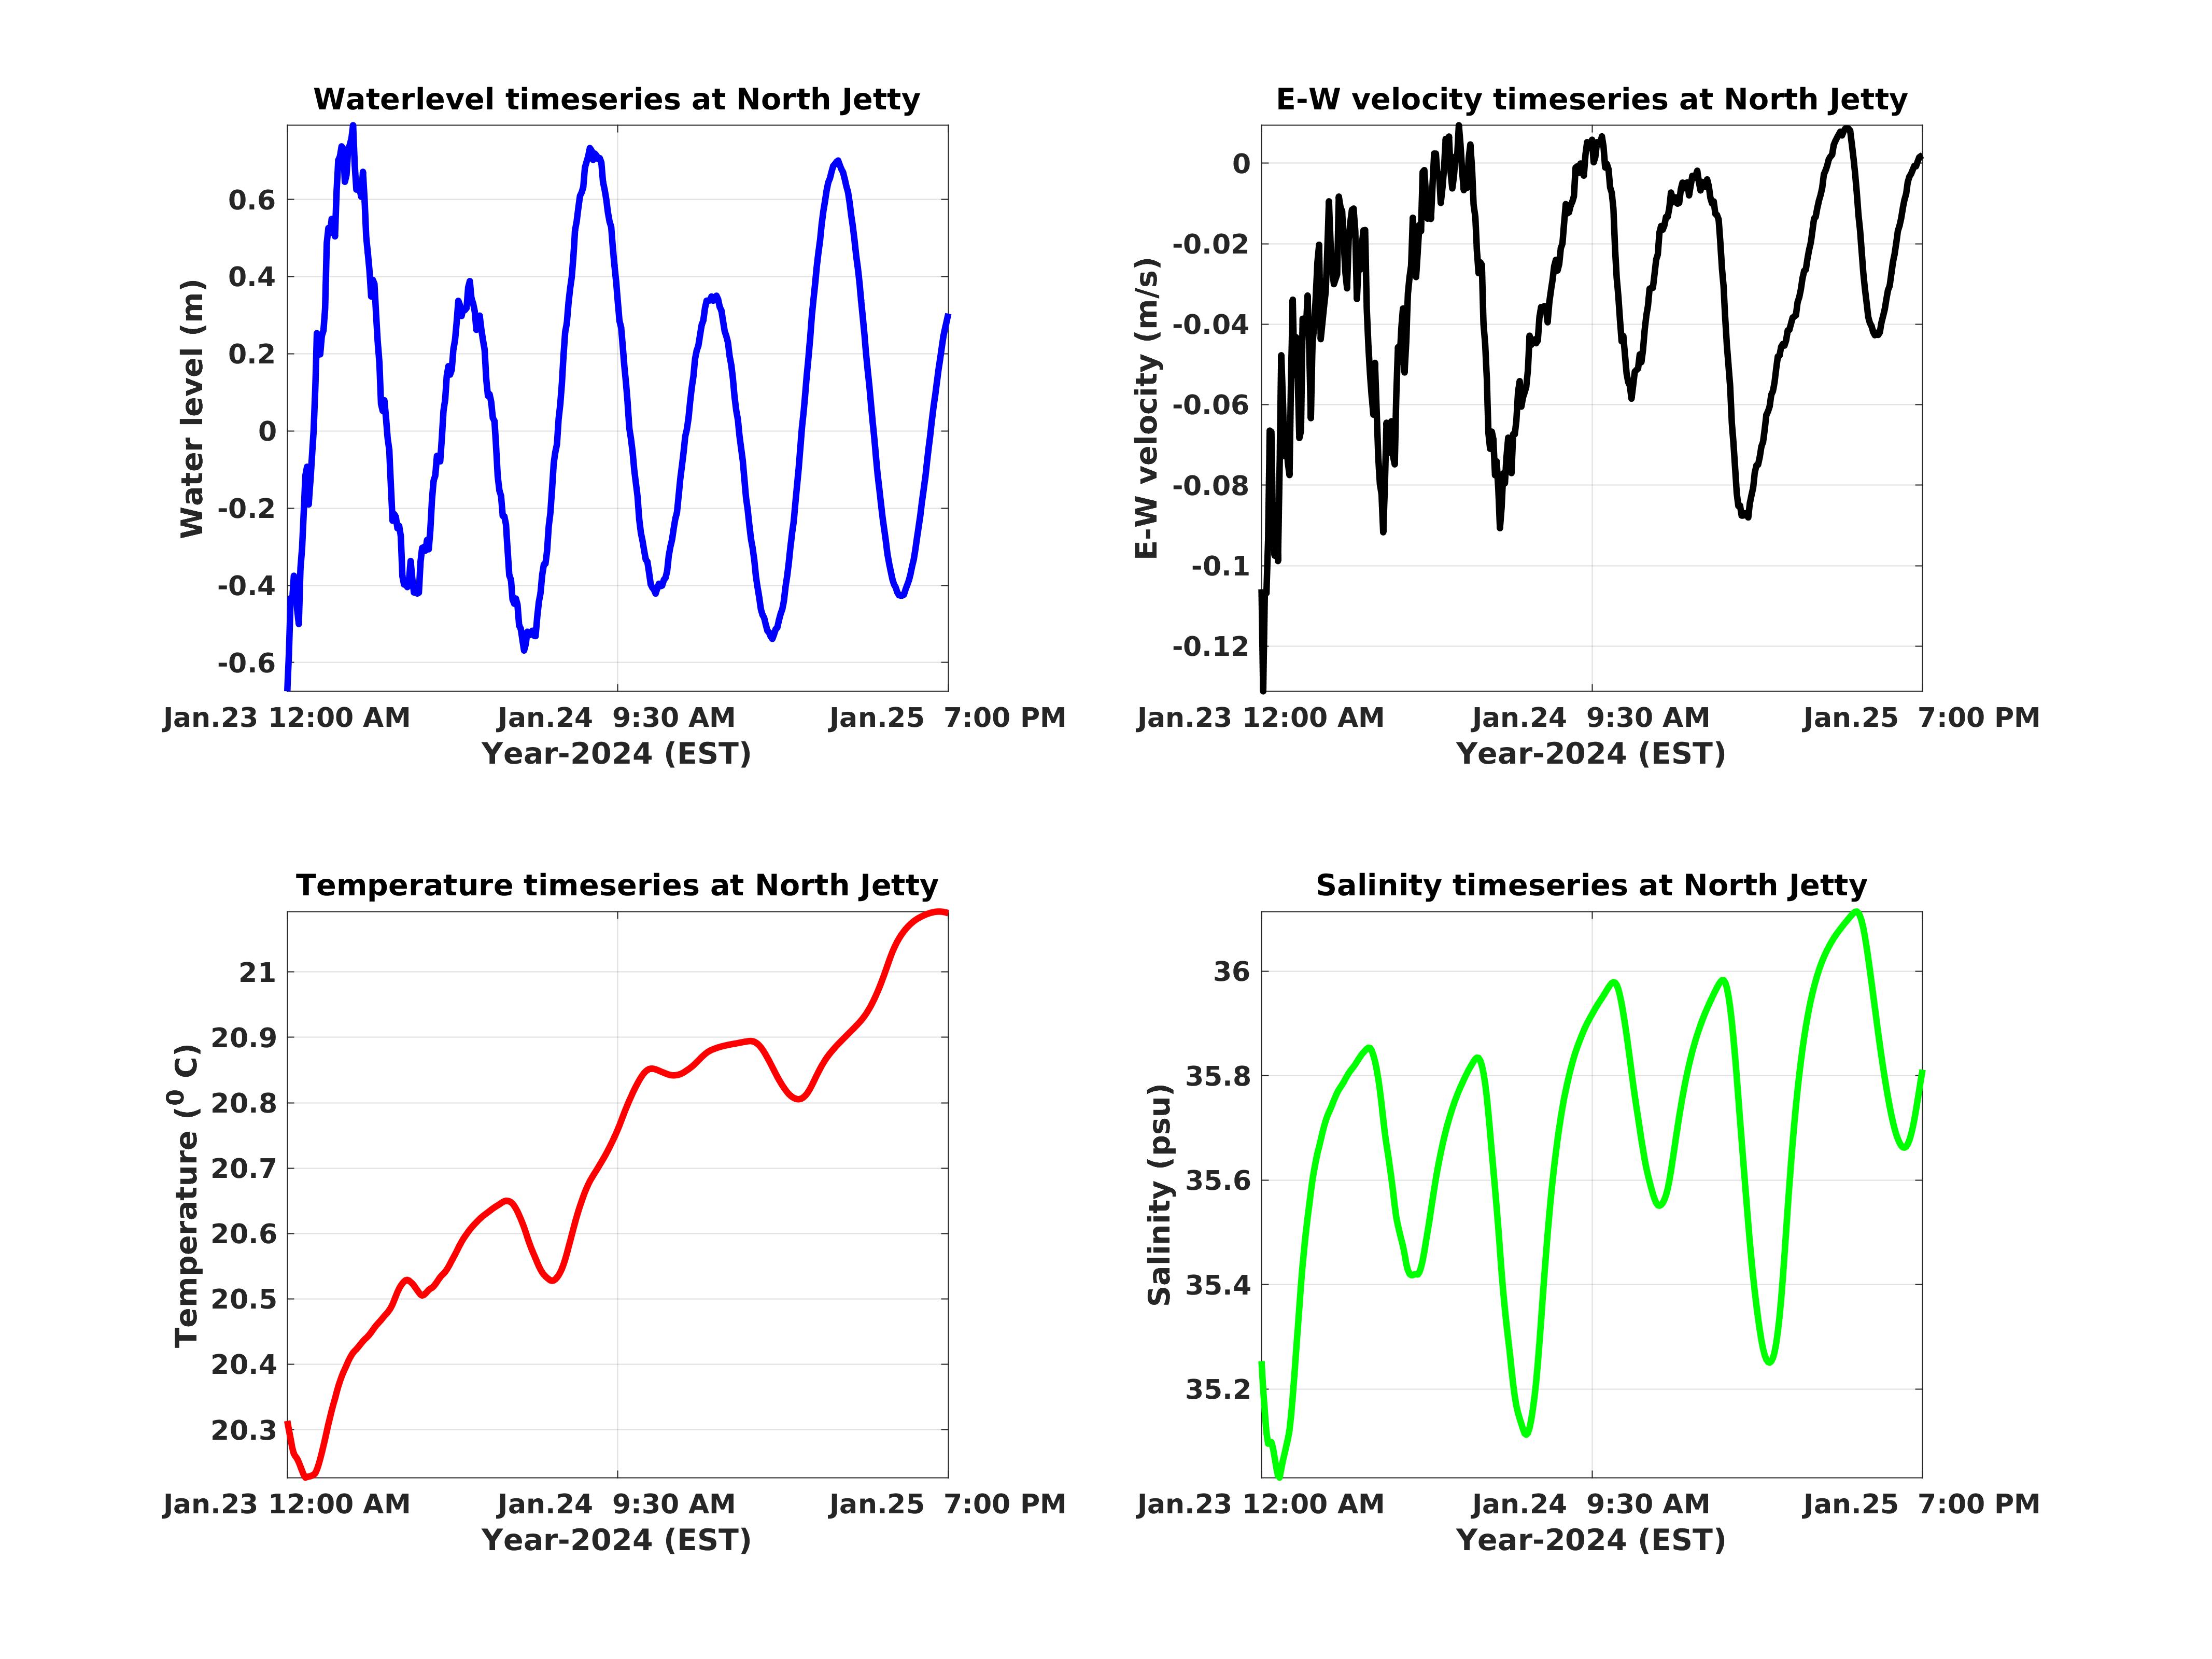 Waterlevel timeseries at North Jetty
0.6
0.4
0.2
0
-0.2
-0.4
-0.6
Water level (m)
Jan.23 12:00 AM
Jan.24  9:30 AM
Jan.25  7:00 PM
Year-2024 (EST)
E-W velocity timeseries at North Jetty
0
-0.02
-0.04
-0.06
-0.08
-0.1
-0.12
E-W velocity (m/s)
Jan.23 12:00 AM
Jan.24  9:30 AM
Jan.25  7:00 PM
Year-2024 (EST)
Temperature timeseries at North Jetty
21
20.9
20.8
20.7
20.6
20.5
20.4
20.3
Temperature (⁰ C)
Jan.23 12:00 AM
Jan.24  9:30 AM
Jan.25  7:00 PM
Year-2024 (EST)
Salinity timeseries at North Jetty
36
35.8
35.6
35.4
35.2
Salinity (psu)
Jan.23 12:00 AM
Jan.24  9:30 AM
Jan.25  7:00 PM
Year-2024 (EST)